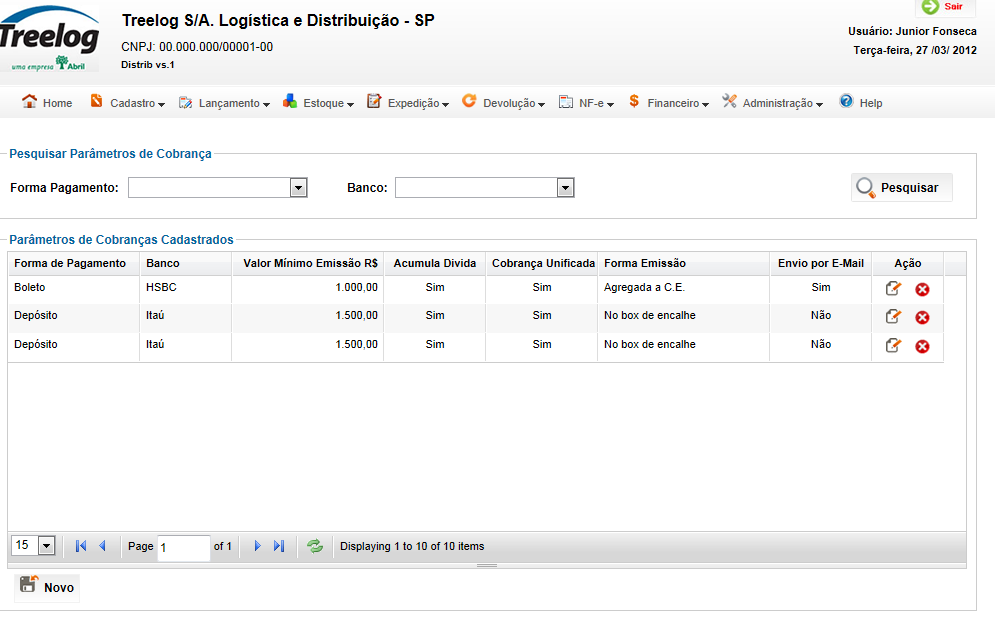 Treelog
uma empresa Abril
Treelog S/A. Logística e Distribuição - SP
CNPJ: 00.000.000/00001-00
Distrib vs.1
Sair
Usuário: Junior Fonseca
Terça-feira, 27 /03/ 2012
Home Cadastro Lançamento Estoque Expedição Devolução NF-e $ Financeiro Administração ? Help
Pesquisar Parâmetros de Cobrança
Forma Pagamento: Banco: Pesquisar
Parâmetros de Cobranças Cadastrados
Forma de Pagamento Banco Valor Mínimo Emissão R$ Acumula Divida Cobrança Unificada Forma Emissão Envio por E-Mail Ação
Boleto HSBC 1.000,00 Sim Sim Agregada a C.E. Sim
Depósito Itaú 1.500,00 Sim Sim No box de encalhe Não
Depósito Itaú 1.500,00 Sim Sim No box de encalhe Não
15 Page 1 of 1 Displaying 1 to 10 of 10 items
Novo